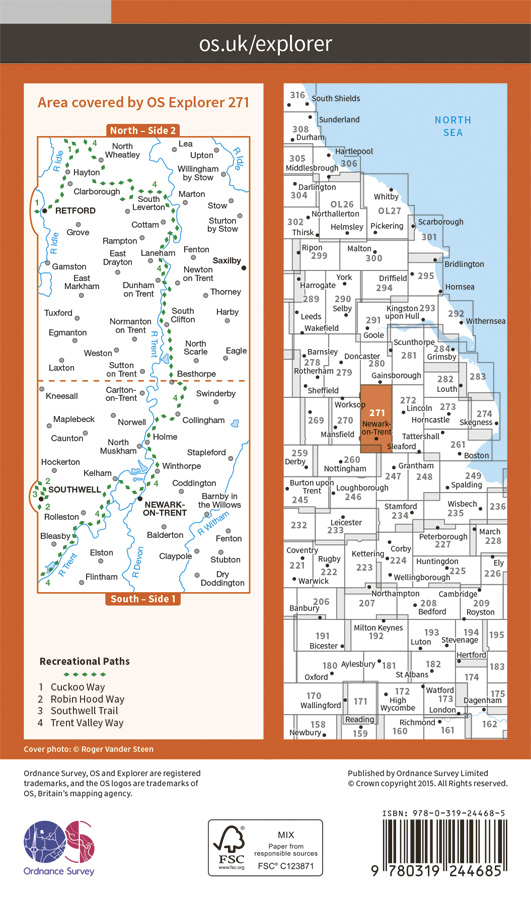 os.uk/explorer
Area covered by OS Explorer 271
North – Side 2
R Idle
4
4
North
Wheatley
Lea
Upton
R Idle
Hayton
Willingham
by Stow
Clarborough
4
South
Leverton
Marton
1
RETFORD
Stow
Grove
Cottam
Sturton
by Stow
R Idle
Rampton
East
Drayton
Laneham
Fenton
Saxilby
Gamston
4
Newton
on Trent
East
Markham
Dunham
on Trent
Thorney
Tuxford
Normanton
on Trent
South
Clifton
Harby
Egmanton
R Trent
Weston
North
Scarle
Eagle
Laxton
Sutton
on Trent
Besthorpe
Kneesall
Carlton-
on-Trent
4
Swinderby
Maplebeck
Norwell
Collingham
Caunton
North
Muskham
Holme
Stapleford
Hockerton
Kelham
Winthorpe
2
3
SOUTHWELL
4
Coddington
2
NEWARK-
ON-TRENT
Barnby in
the Willows
Rolleston
4
Balderton
R Witham
Bleasby
Fenton
R Trent
Elston
R Devon
Claypole
Stubton
4
Flintham
Dry
Doddington
South – Side 1
Recreational Paths
1 Cuckoo Way
2 Robin Hood Way
3 Southwell Trail
4 Trent Valley Way
NORTH
SEA
316
South Shields
Sunderland
308
Durham
305
Hartlepool
Middlesbrough
306
Darlington
304
Whitby
OL26
OL27
302
Northallerton
Scarborough
Thirsk
Helmsley
Pickering
301
Ripon
299
Malton
300
Bridlington
Harrogate
York
Driffield
295
289
290
294
Hornsea
Leeds
Selby
Kingston
upon Hull
293
292
Withernsea
Wakefield
291
Goole
Barnsley
278
Doncaster
280
Scunthorpe
281
284
Grimsby
Rotherham
279
Gainsborough
282
283
Sheffield
Louth
Worksop
271
272
Lincoln
273
274
269
270
Newark-
on-Trent
Horncastle
Skegness
Mansfield
Tattershall
259
Sleaford
261
Derby
260
Grantham
Boston
Nottingham
247
248
249
Burton upon
Trent
Loughborough
Spalding
245
246
Stamford
234
Wisbech
235
236
232
Leicester
233
Peterborough
227
March
228
Coventry
221
Rugby
222
Kettering
223
Corby
224
Huntingdon
225
Ely
226
Warwick
Wellingborough
206
Northampton
207
Cambridge
Banbury
208
Bedford
209
Royston
191
Milton Keynes
192
193
194
195
Bicester
Luton
Stevenage
Hertford
180
Aylesbury
181
182
183
Oxford
St Albans
174
170
171
172
Watford
173
175
Wallingford
High
Wycombe
Dagenham
London
158
Reading
Richmond
162
Newbury
159
160
161
Cover photo: © Roger Vander Steen
Ordnance Survey, OS and Explorer are registered
trademarks, and the OS logos are trademarks of
OS, Britain's mapping agency.
Published by Ordnance Survey Limited
© Crown copyright 2015. All rights reserved.
OS
Ordnance Survey
FSC
www.fsc.org
MIX
Paper from
responsible sources
FSC® C123871
ISBN: 978-0-319-24468-5
9 780319 244685